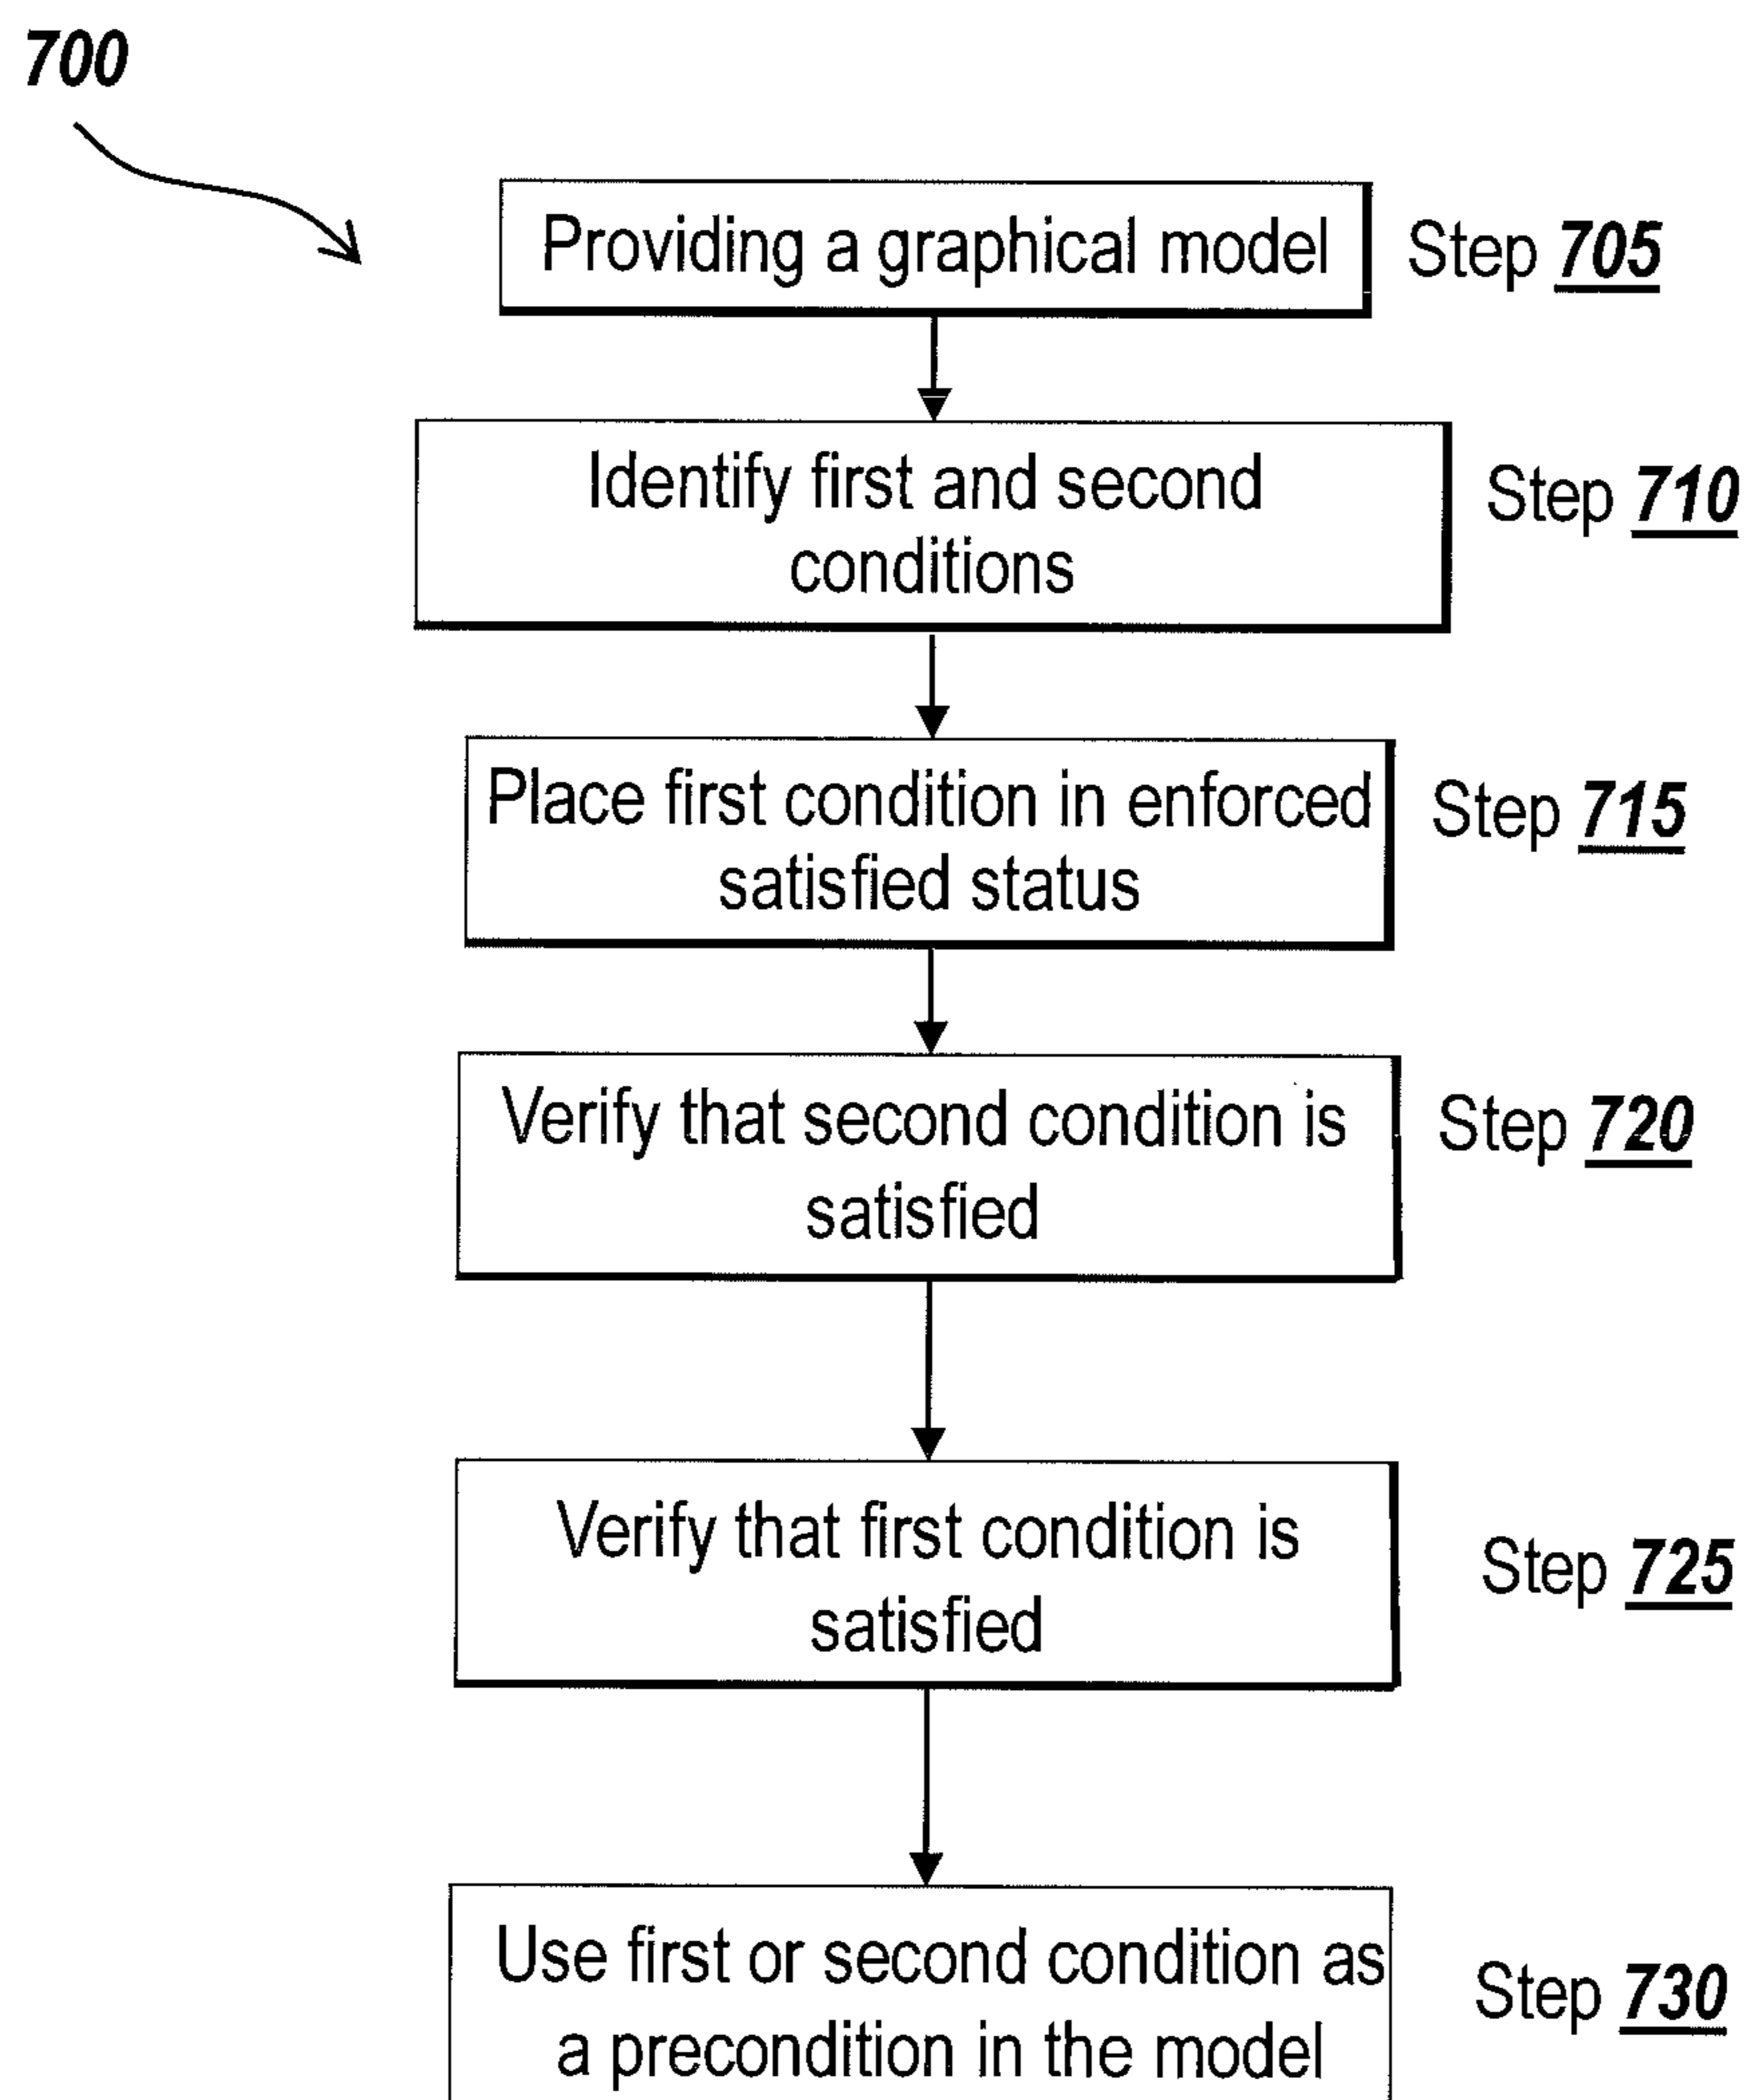 700
Providing a graphical model
Step 705
Identify first and second
conditions
Step 710
Place first condition in enforced
satisfied status
Step 715
Verify that second condition is
satisfied
Step 720
Verify that first condition is
satisfied
Step 725
Use first or second condition as
a precondition in the model
Step 730